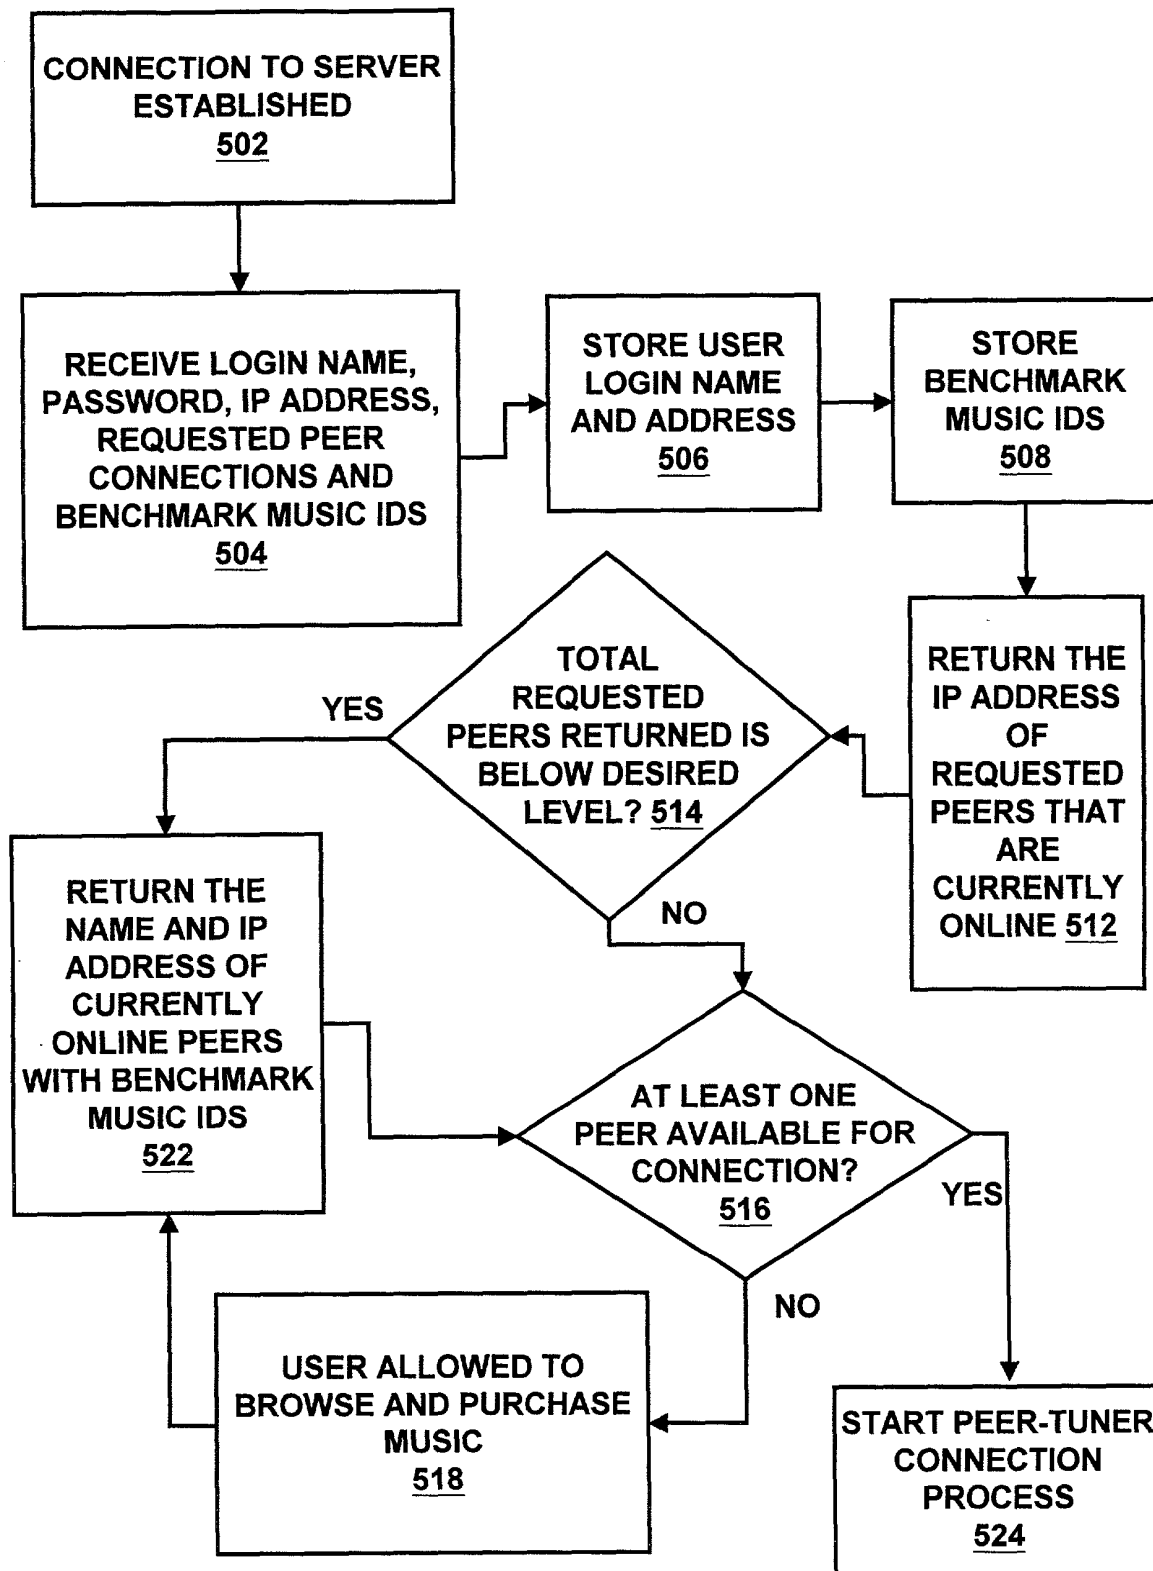 CONNECTION TO SERVER
ESTABLISHED
502
RECEIVE LOGIN NAME,
PASSWORD, IP ADDRESS,
REQUESTED PEER
CONNECTIONS AND
BENCHMARK MUSIC IDS
504
STORE USER
LOGIN NAME
AND ADDRESS
506
STORE
BENCHMARK
MUSIC IDS
508
RETURN THE
IP ADDRESS
OF
REQUESTED
PEERS THAT
ARE
CURRENTLY
ONLINE 512
TOTAL
REQUESTED
PEERS RETURNED IS
BELOW DESIRED
LEVEL? 514
YES
NO
RETURN THE
NAME AND IP
ADDRESS OF
CURRENTLY
ONLINE PEERS
WITH BENCHMARK
MUSIC IDS
522
AT LEAST ONE
PEER AVAILABLE FOR
CONNECTION?
516
YES
NO
USER ALLOWED TO
BROWSE AND PURCHASE
MUSIC
518
START PEER-TUNER
CONNECTION
PROCESS
524